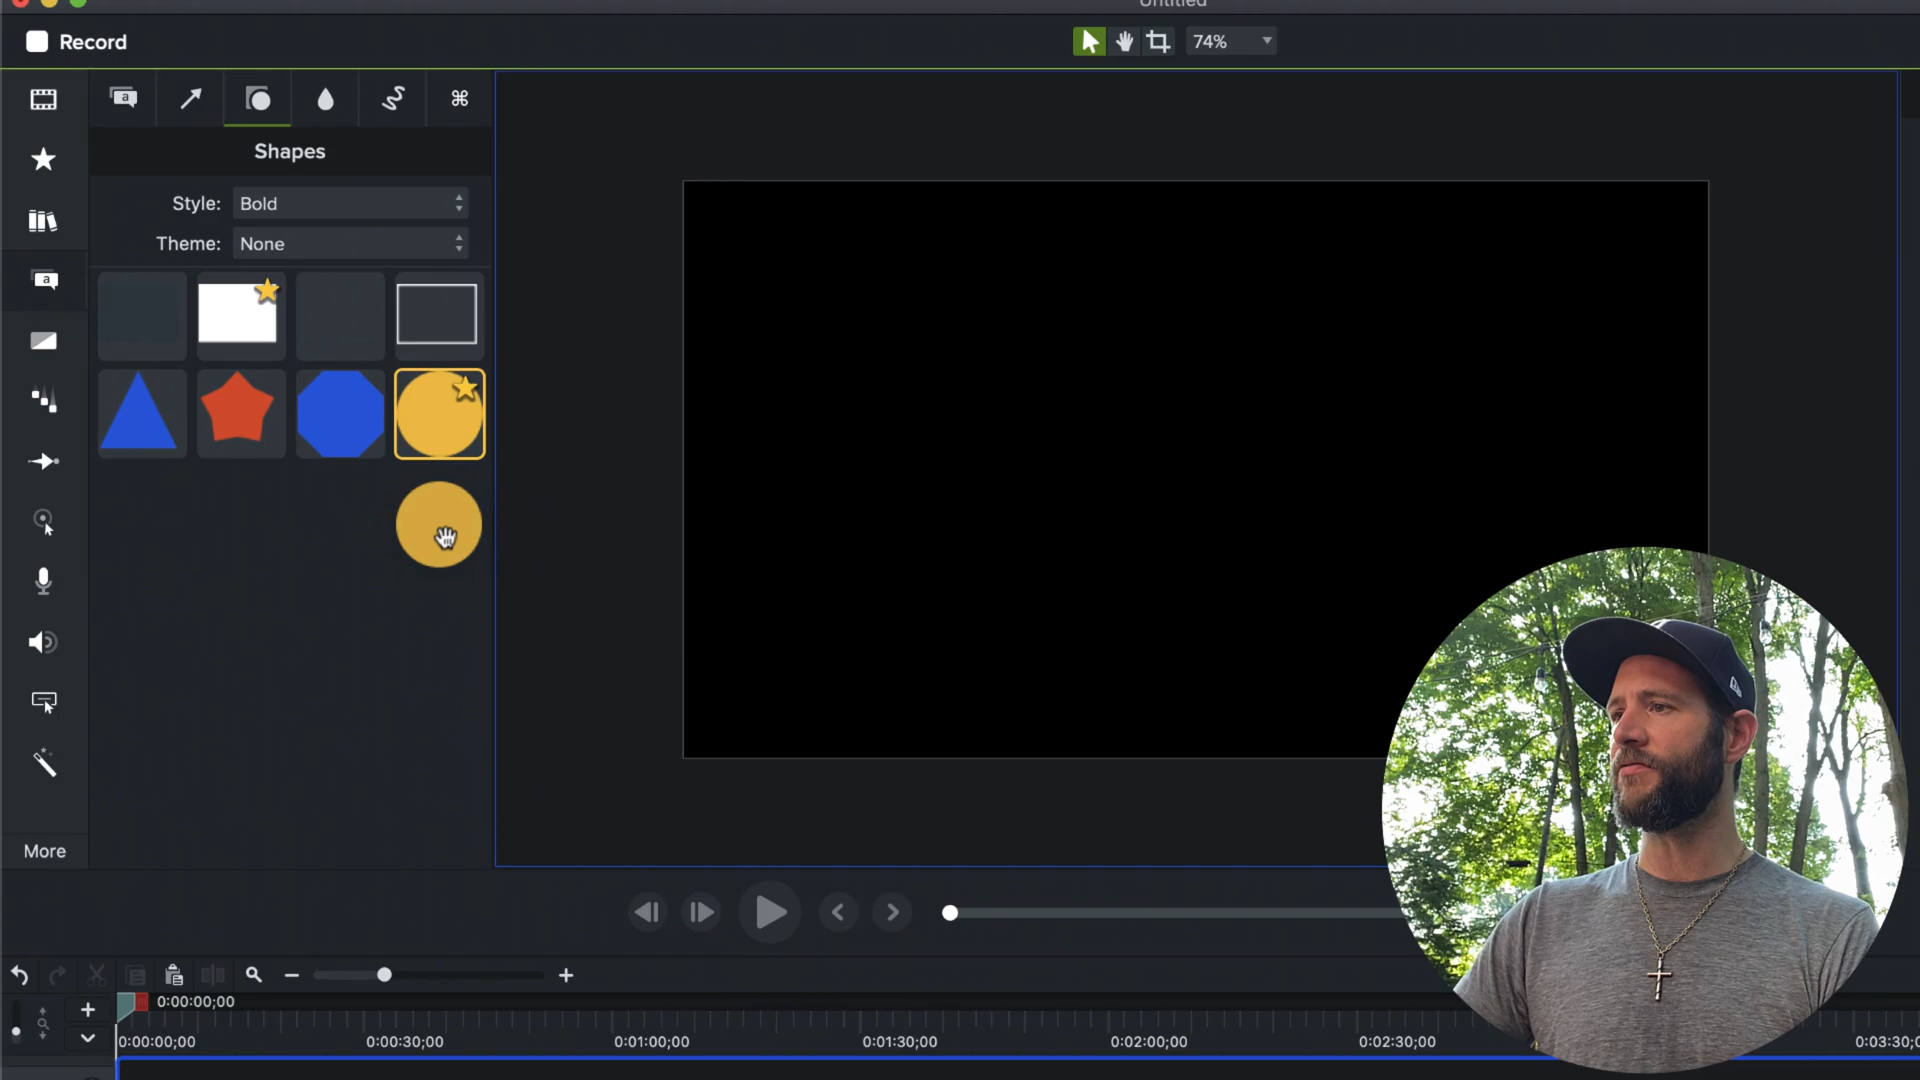 Untitled
Record
74%
Shapes
Style: Bold
Theme: None
a
More
0:00:00;00
0:00:00;00 0:00:30;00 0:01:00;00 0:01:30;00 0:02:00;00 0:02:30;00